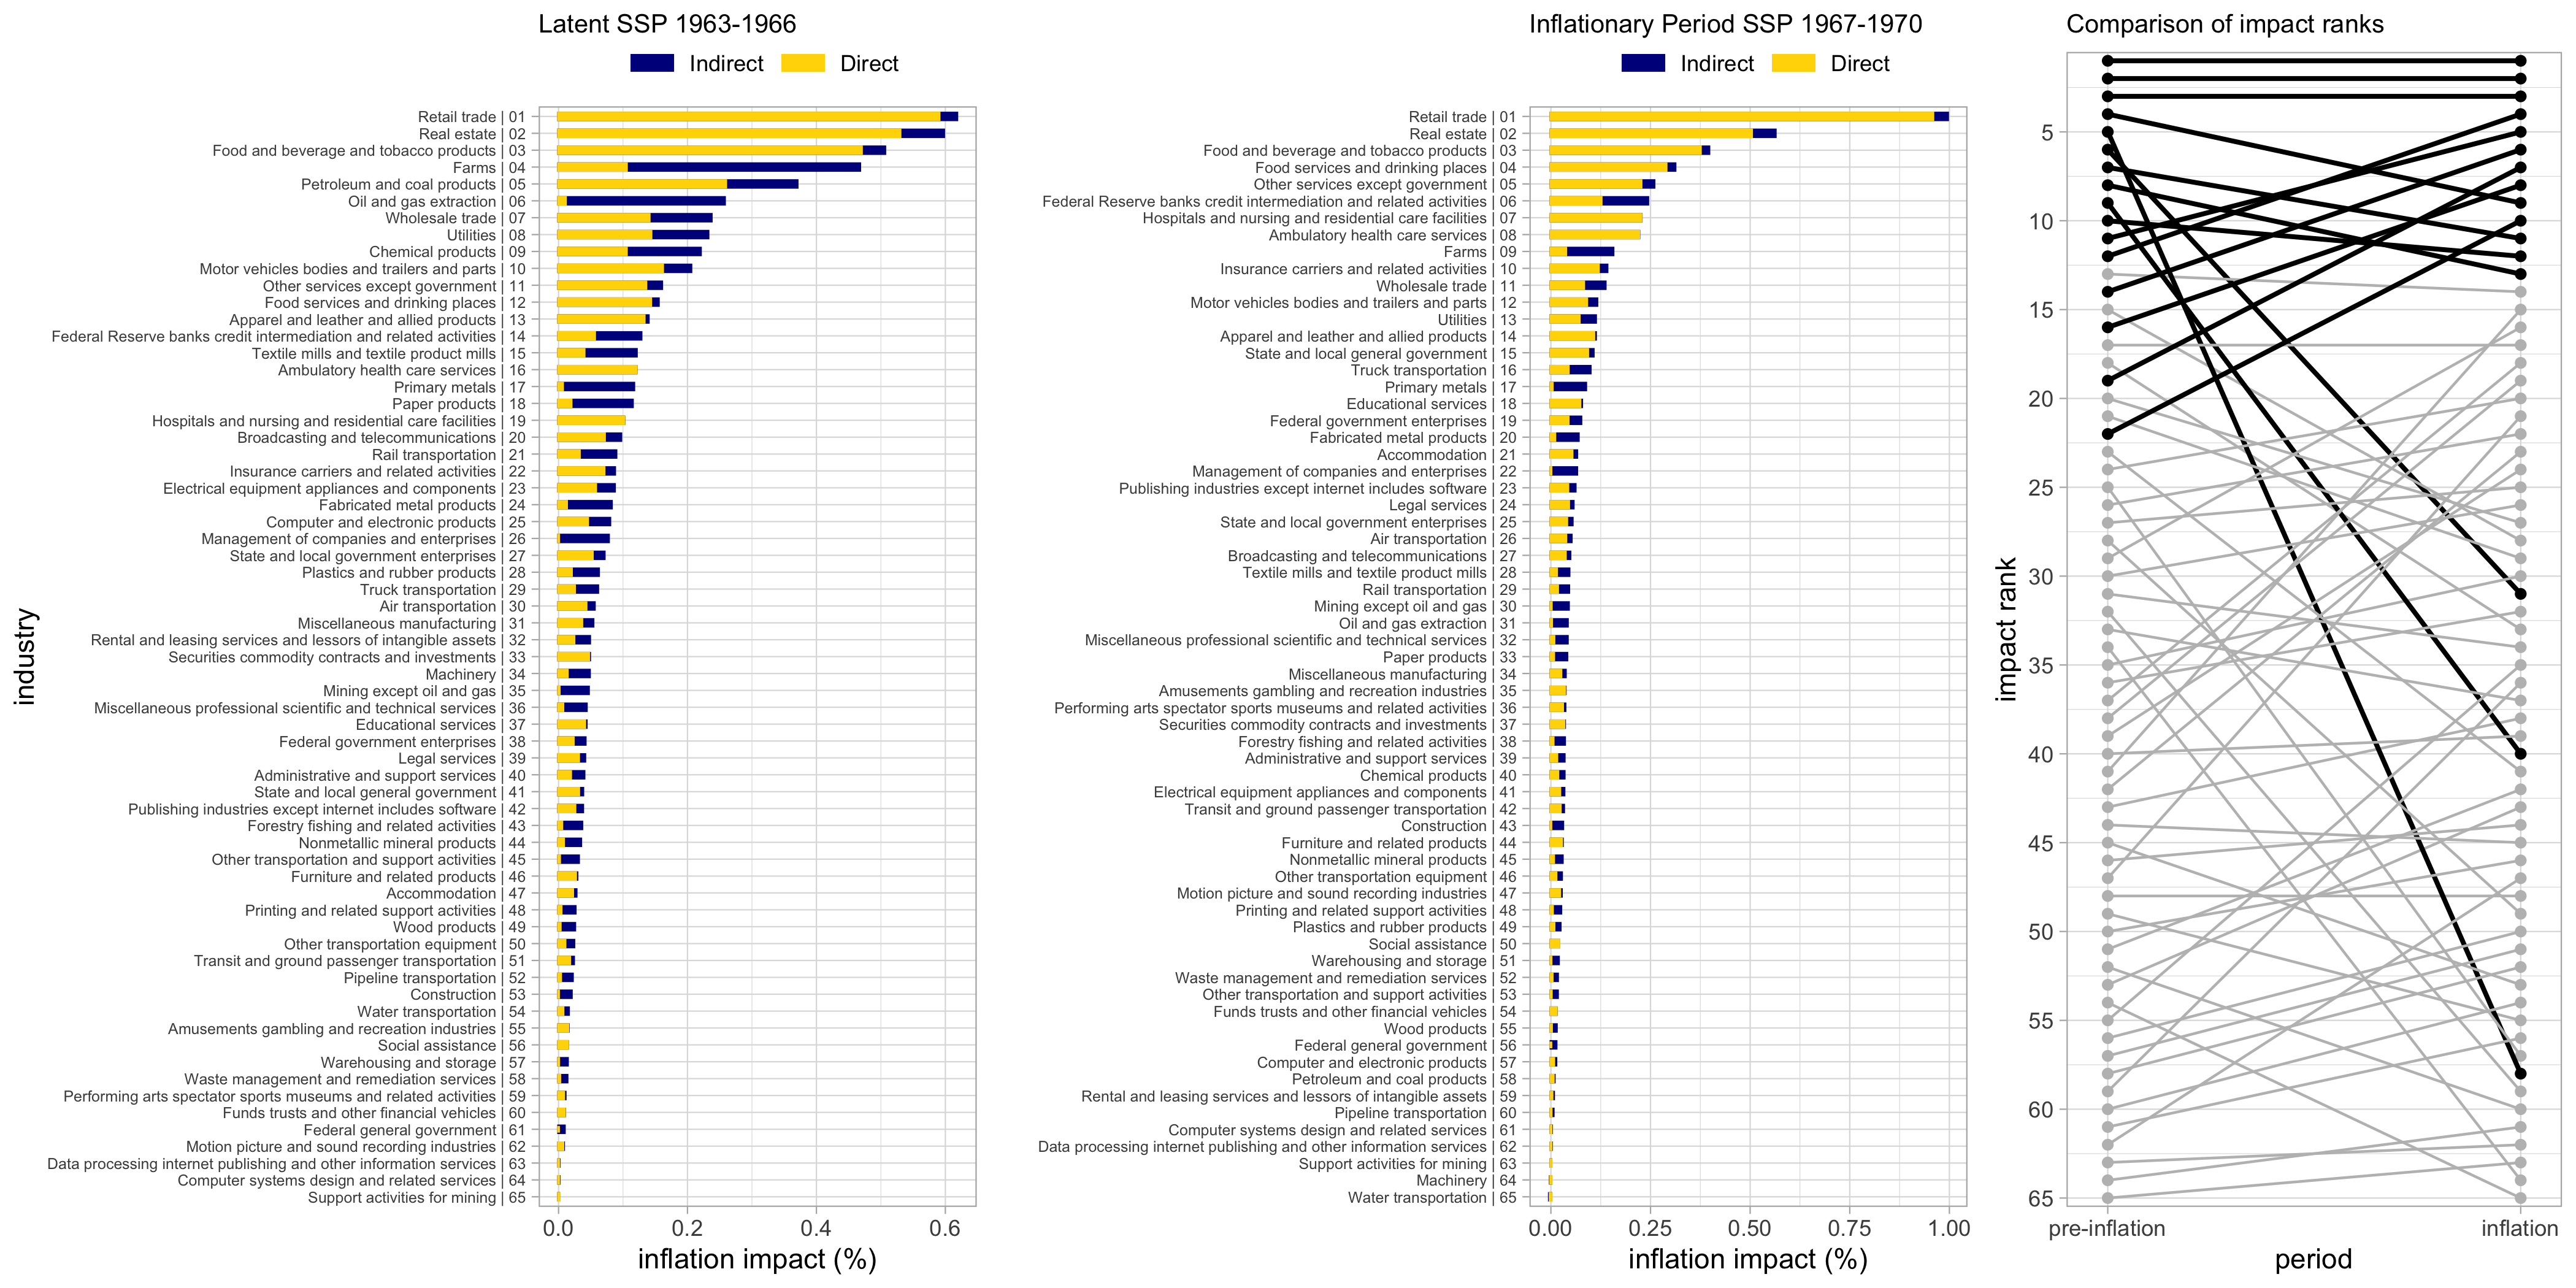 Latent SSP 1963-1966
Indirect
Direct
industry
Retail trade | 01
Real estate | 02
Food and beverage and tobacco products | 03
Farms | 04
Petroleum and coal products | 05
Oil and gas extraction | 06
Wholesale trade | 07
Utilities | 08
Chemical products | 09
Motor vehicles bodies and trailers and parts | 10
Other services except government | 11
Food services and drinking places | 12
Apparel and leather and allied products | 13
Federal Reserve banks credit intermediation and related activities | 14
Textile mills and textile product mills | 15
Ambulatory health care services | 16
Primary metals | 17
Paper products | 18
Hospitals and nursing and residential care facilities | 19
Broadcasting and telecommunications | 20
Rail transportation | 21
Insurance carriers and related activities | 22
Electrical equipment appliances and components | 23
Fabricated metal products | 24
Computer and electronic products | 25
Management of companies and enterprises | 26
State and local government enterprises | 27
Plastics and rubber products | 28
Truck transportation | 29
Air transportation | 30
Miscellaneous manufacturing | 31
Rental and leasing services and lessors of intangible assets | 32
Securities commodity contracts and investments | 33
Machinery | 34
Mining except oil and gas | 35
Miscellaneous professional scientific and technical services | 36
Educational services | 37
Federal government enterprises | 38
Legal services | 39
Administrative and support services | 40
State and local general government | 41
Publishing industries except internet includes software | 42
Forestry fishing and related activities | 43
Nonmetallic mineral products | 44
Other transportation and support activities | 45
Furniture and related products | 46
Accommodation | 47
Printing and related support activities | 48
Wood products | 49
Other transportation equipment | 50
Transit and ground passenger transportation | 51
Pipeline transportation | 52
Construction | 53
Water transportation | 54
Amusements gambling and recreation industries | 55
Social assistance | 56
Warehousing and storage | 57
Waste management and remediation services | 58
Performing arts spectator sports museums and related activities | 59
Funds trusts and other financial vehicles | 60
Federal general government | 61
Motion picture and sound recording industries | 62
Data processing internet publishing and other information services | 63
Computer systems design and related services | 64
Support activities for mining | 65
0.0 0.2 0.4 0.6
inflation impact (%)
Inflationary Period SSP 1967-1970
Indirect
Direct
Retail trade | 01
Real estate | 02
Food and beverage and tobacco products | 03
Food services and drinking places | 04
Other services except government | 05
Federal Reserve banks credit intermediation and related activities | 06
Hospitals and nursing and residential care facilities | 07
Ambulatory health care services | 08
Farms | 09
Insurance carriers and related activities | 10
Wholesale trade | 11
Motor vehicles bodies and trailers and parts | 12
Utilities | 13
Apparel and leather and allied products | 14
State and local general government | 15
Truck transportation | 16
Primary metals | 17
Educational services | 18
Federal government enterprises | 19
Fabricated metal products | 20
Accommodation | 21
Management of companies and enterprises | 22
Publishing industries except internet includes software | 23
Legal services | 24
State and local government enterprises | 25
Air transportation | 26
Broadcasting and telecommunications | 27
Textile mills and textile product mills | 28
Rail transportation | 29
Mining except oil and gas | 30
Oil and gas extraction | 31
Miscellaneous professional scientific and technical services | 32
Paper products | 33
Miscellaneous manufacturing | 34
Amusements gambling and recreation industries | 35
Performing arts spectator sports museums and related activities | 36
Securities commodity contracts and investments | 37
Forestry fishing and related activities | 38
Administrative and support services | 39
Chemical products | 40
Electrical equipment appliances and components | 41
Transit and ground passenger transportation | 42
Construction | 43
Furniture and related products | 44
Nonmetallic mineral products | 45
Other transportation equipment | 46
Motion picture and sound recording industries | 47
Printing and related support activities | 48
Plastics and rubber products | 49
Social assistance | 50
Warehousing and storage | 51
Waste management and remediation services | 52
Other transportation and support activities | 53
Funds trusts and other financial vehicles | 54
Wood products | 55
Federal general government | 56
Computer and electronic products | 57
Petroleum and coal products | 58
Rental and leasing services and lessors of intangible assets | 59
Pipeline transportation | 60
Computer systems design and related services | 61
Data processing internet publishing and other information services | 62
Support activities for mining | 63
Machinery | 64
Water transportation | 65
0.00 0.25 0.50 0.75 1.00
inflation impact (%)
Comparison of impact ranks
impact rank
5
10
15
20
25
30
35
40
45
50
55
60
65
pre-inflation inflation
period